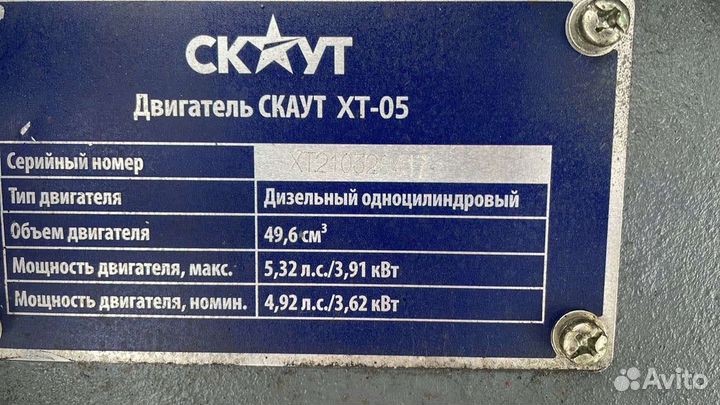 СКАУТ
Двигатель СКАУТ XT-05
Серийный номер
Тип двигателя Дизельный одноцилиндровый
Объем двигателя 49,6 см³
Мощность двигателя, макс. 5,32 л.с./3,91 кВт
Мощность двигателя, номин. 4,92 л.с./3,62 кВт
Avito